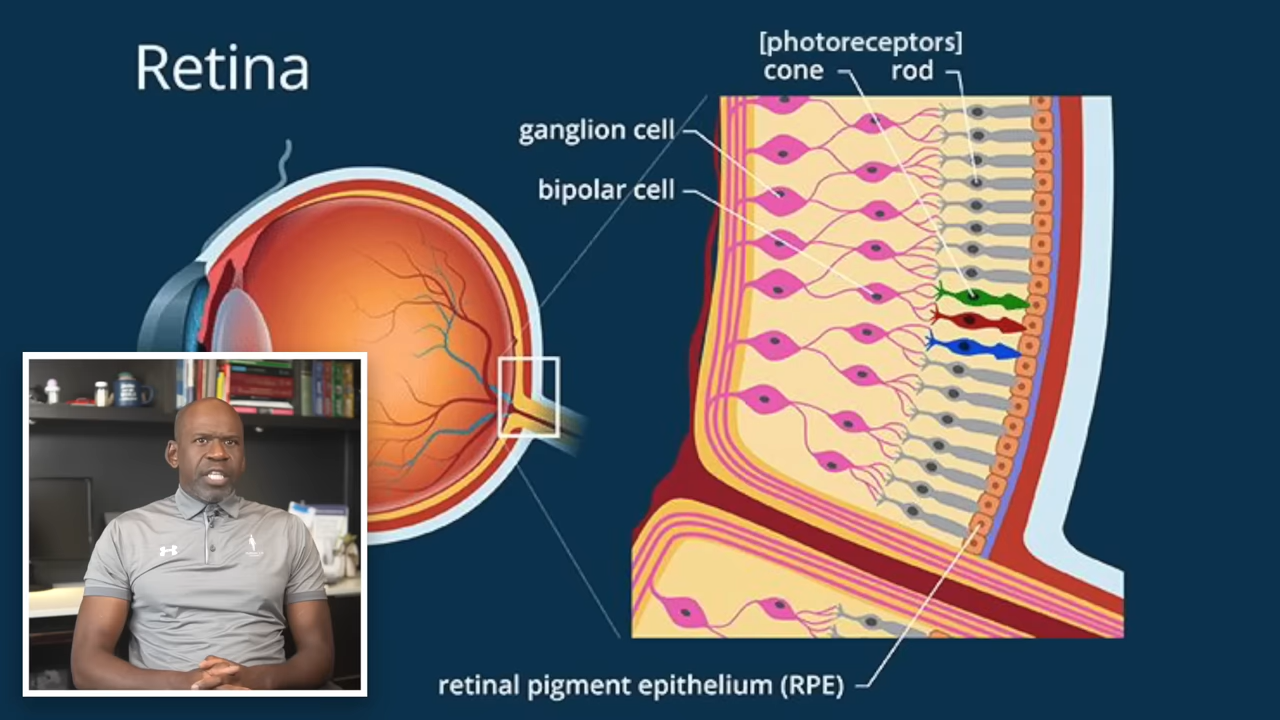 Retina
[photoreceptors]
cone rod
ganglion cell
bipolar cell
retinal pigment epithelium (RPE)